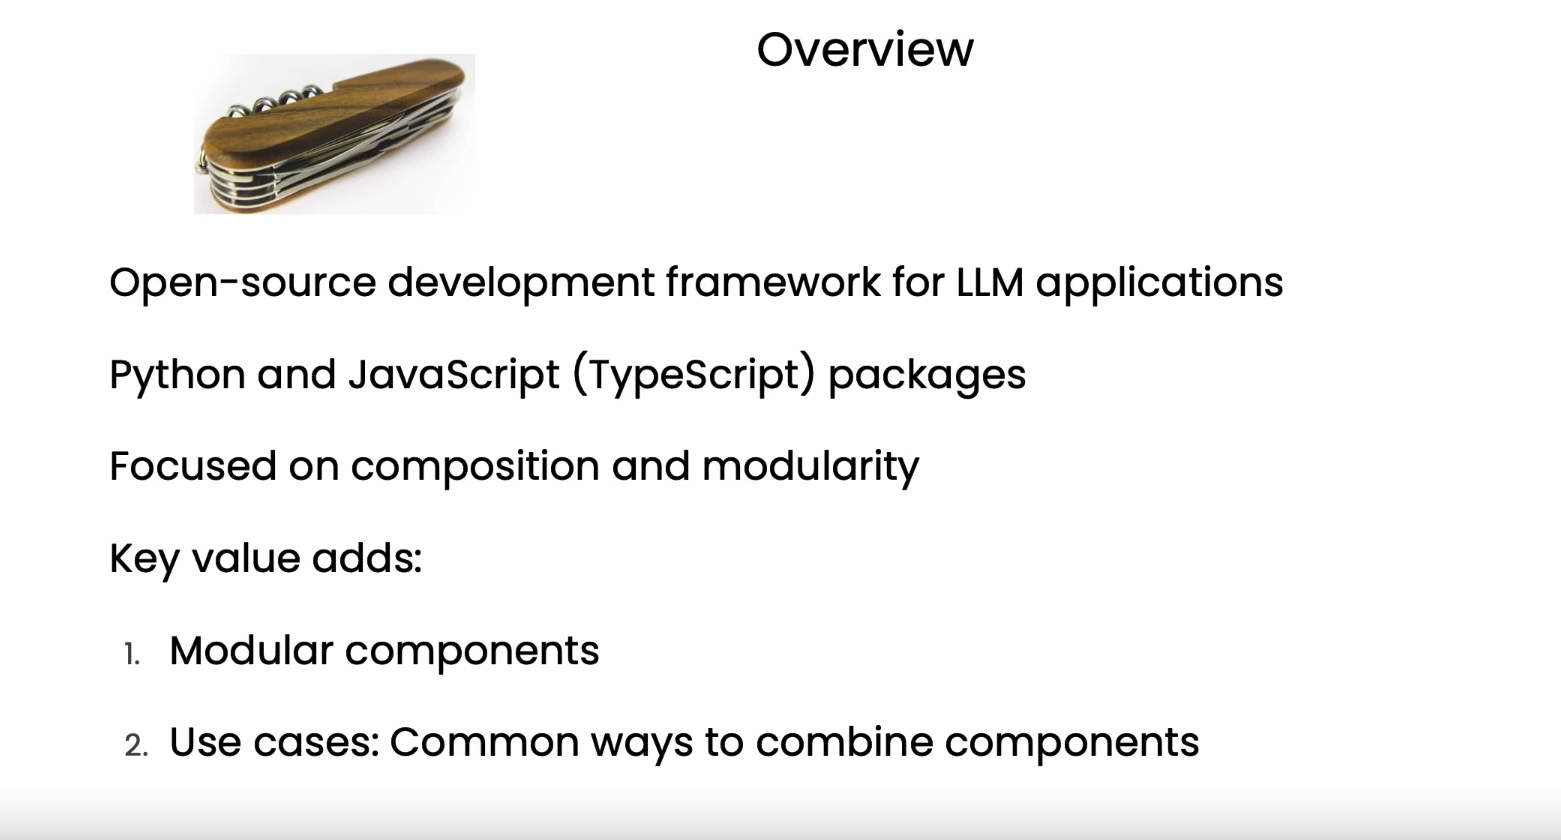 Overview
Open-source development framework for LLM applications
Python and JavaScript (TypeScript) packages
Focused on composition and modularity
Key value adds:
1. Modular components
2. Use cases: Common ways to combine components